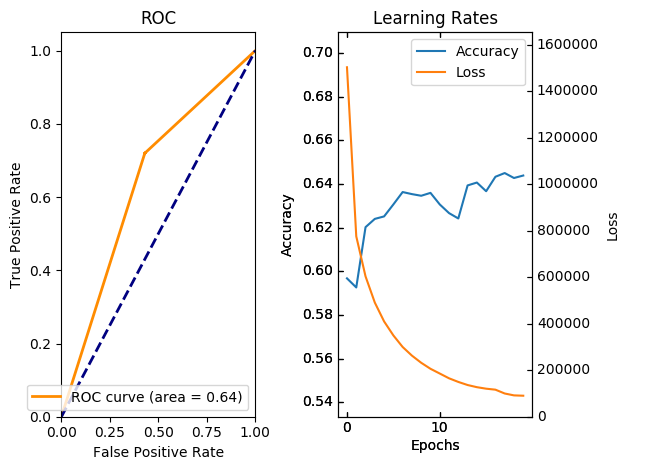 ROC
True Positive Rate
1.0
0.8
0.6
0.4
0.2
0.0
ROC curve (area = 0.64)
0.00 0.25 0.50 0.75 1.00
False Positive Rate
Learning Rates
Accuracy
0.70
0.68
0.66
0.64
0.62
0.60
0.58
0.56
0.54
Accuracy
Loss
1600000
1400000
1200000
1000000
800000
600000
400000
200000
0
Loss
0 10
Epochs